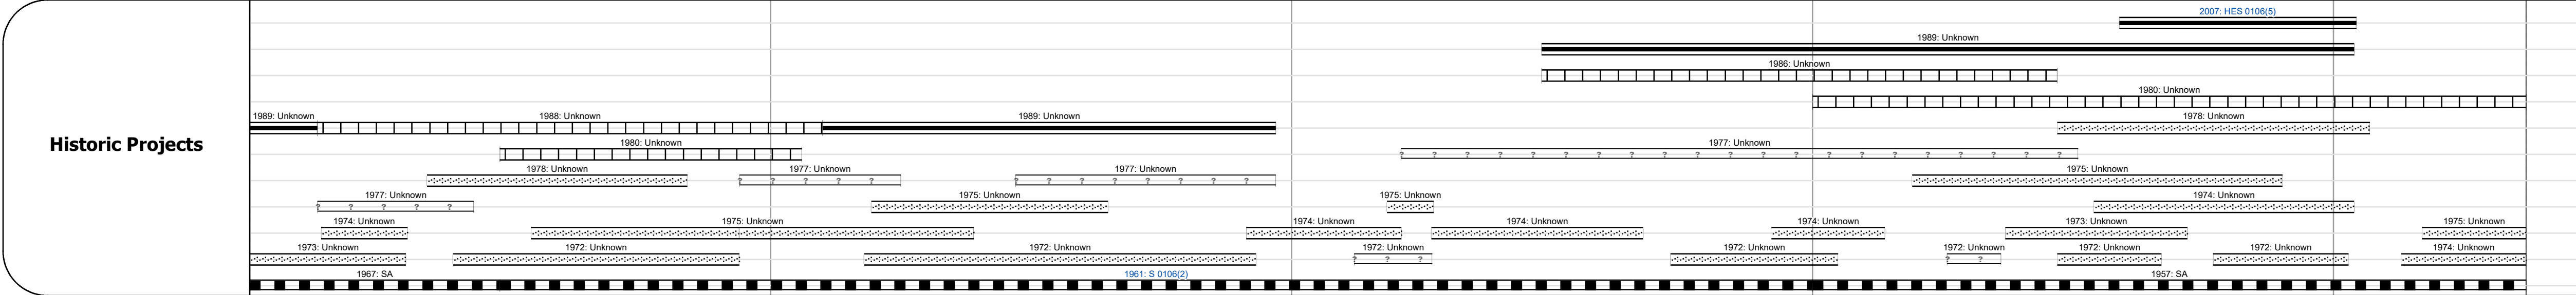 2007: HES 0106(5)
1989: Unknown
1986: Unknown
1980: Unknown
1989: Unknown 1988: Unknown 1989: Unknown 1978: Unknown
1980: Unknown 1977: Unknown
Historic Projects
1978: Unknown 1977: Unknown 1977: Unknown 1975: Unknown
1977: Unknown 1975: Unknown 1975: Unknown 1974: Unknown
1974: Unknown 1975: Unknown 1974: Unknown 1974: Unknown 1974: Unknown 1973: Unknown 1975: Unknown
1973: Unknown 1972: Unknown 1972: Unknown 1972: Unknown 1972: Unknown 1972: Unknown 1972: Unknown 1972: Unknown 1974: Unknown
1967: SA 1961: S 0106(2) 1957: SA